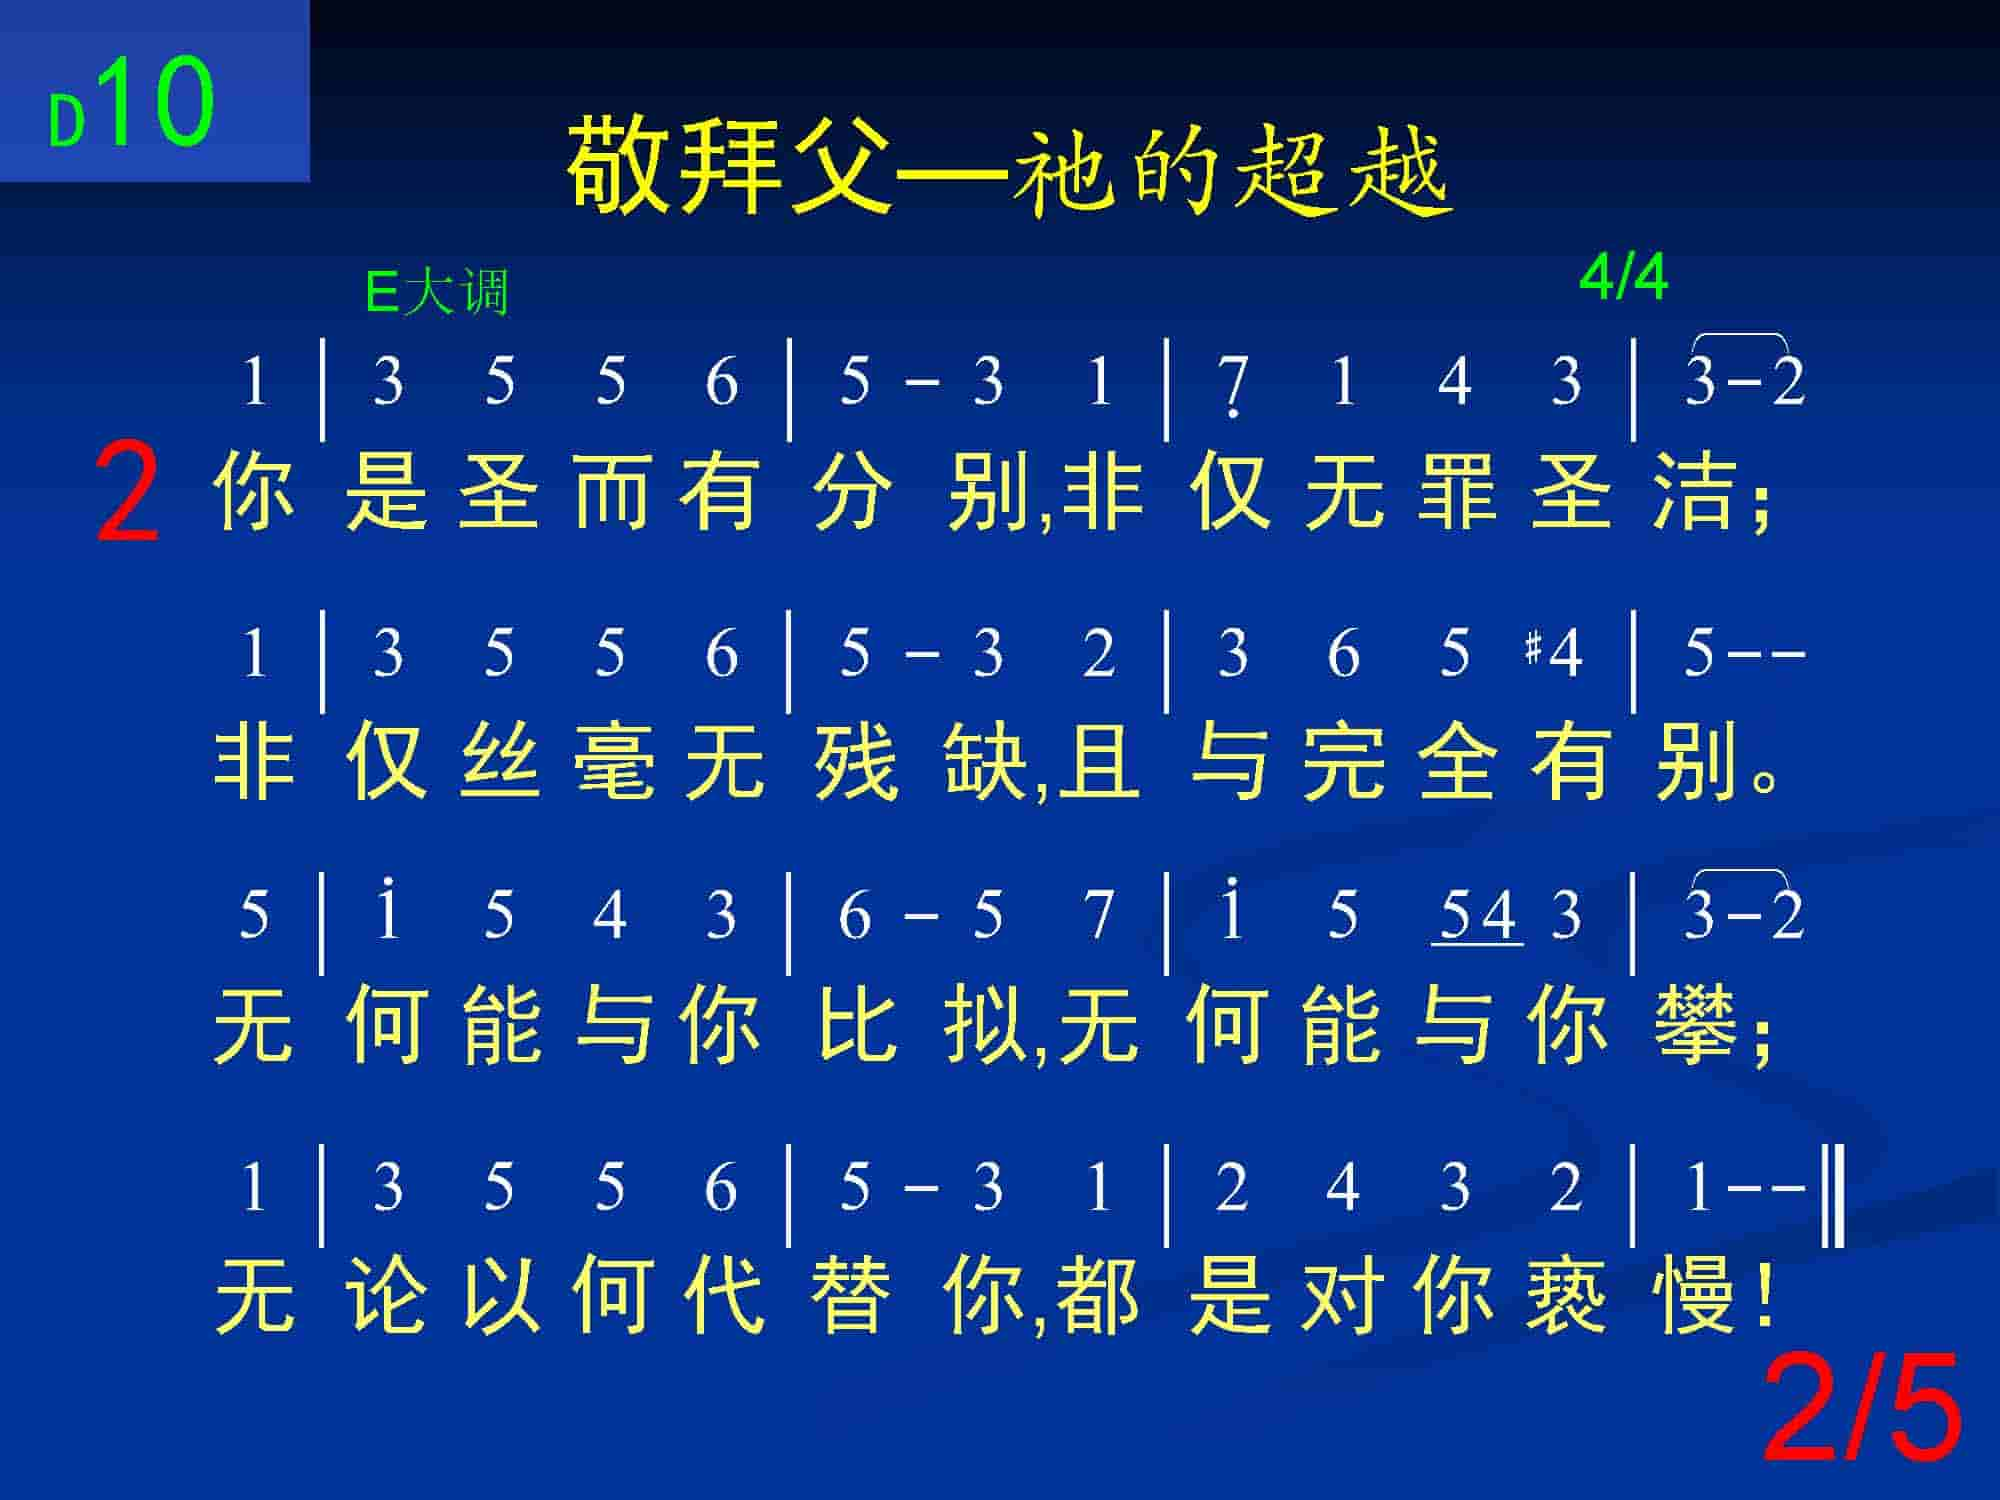 D10
敬拜父—祂的超越
E大调 4/4
1 | 3 5 5 6 | 5 - 3 1 | 7̣ 1 4 3 | 3-2
2 你 是 圣 而 有 分 别,非 仅 无 罪 圣 洁;
1 | 3 5 5 6 | 5 - 3 2 | 3 6 5 #4 | 5--
非 仅 丝 毫 无 残 缺,且 与 完 全 有 别。
5 | 1̇ 5 4 3 | 6 - 5 7 | 1̇ 5 54 3 | 3-2
无 何 能 与 你 比 拟,无 何 能 与 你 攀;
1 | 3 5 5 6 | 5 - 3 1 | 2 4 3 2 | 1--‖
无 论 以 何 代 替 你,都 是 对 你 亵 慢!
2/5